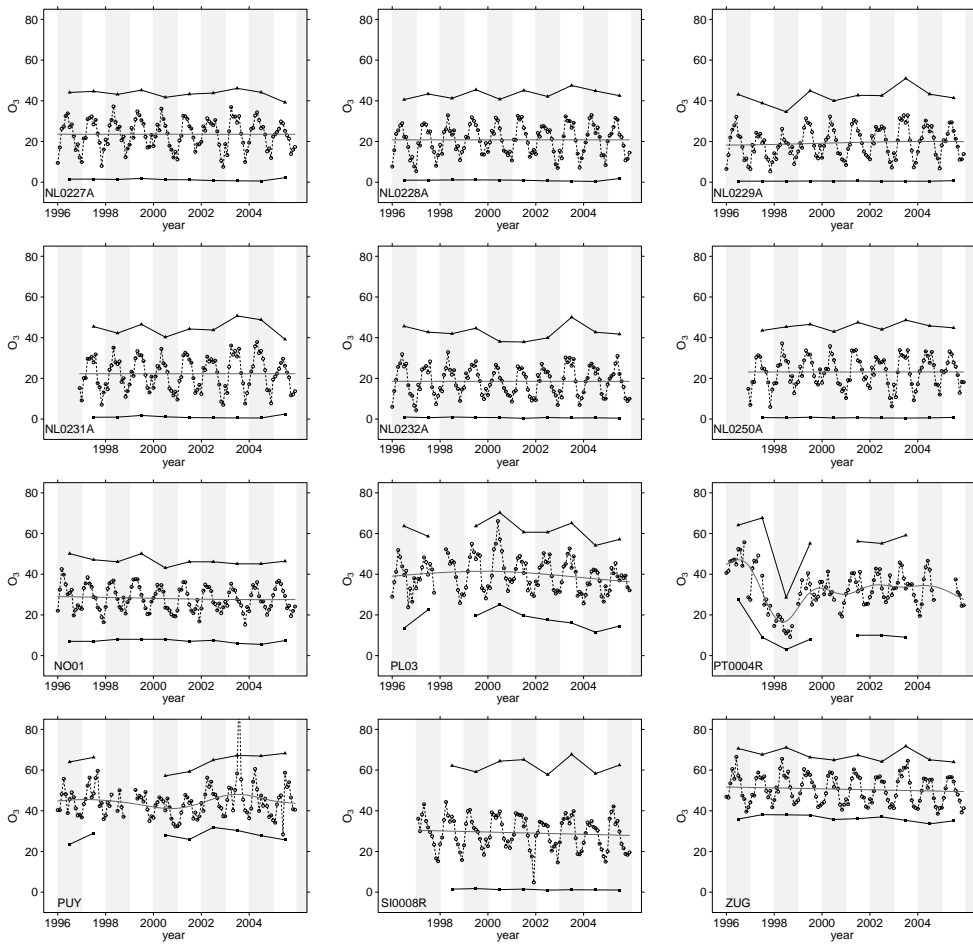 80
60
40
20
0
O3
NL0227A
1996 1998 2000 2002 2004
year
80
60
40
20
0
O3
NL0228A
1996 1998 2000 2002 2004
year
80
60
40
20
0
O3
NL0229A
1996 1998 2000 2002 2004
year
80
60
40
20
0
O3
NL0231A
1996 1998 2000 2002 2004
year
80
60
40
20
0
O3
NL0232A
1996 1998 2000 2002 2004
year
80
60
40
20
0
O3
NL0250A
1996 1998 2000 2002 2004
year
80
60
40
20
0
O3
NO01
1996 1998 2000 2002 2004
year
80
60
40
20
0
O3
PL03
1996 1998 2000 2002 2004
year
80
60
40
20
0
O3
PT0004R
1998 2000 2002 2004
year
80
60
40
20
0
O3
PUY
1996 1998 2000 2002 2004
year
80
60
40
20
0
O3
SI0008R
1998 2000 2002 2004
year
80
60
40
20
0
O3
ZUG
1996 1998 2000 2002 2004
year